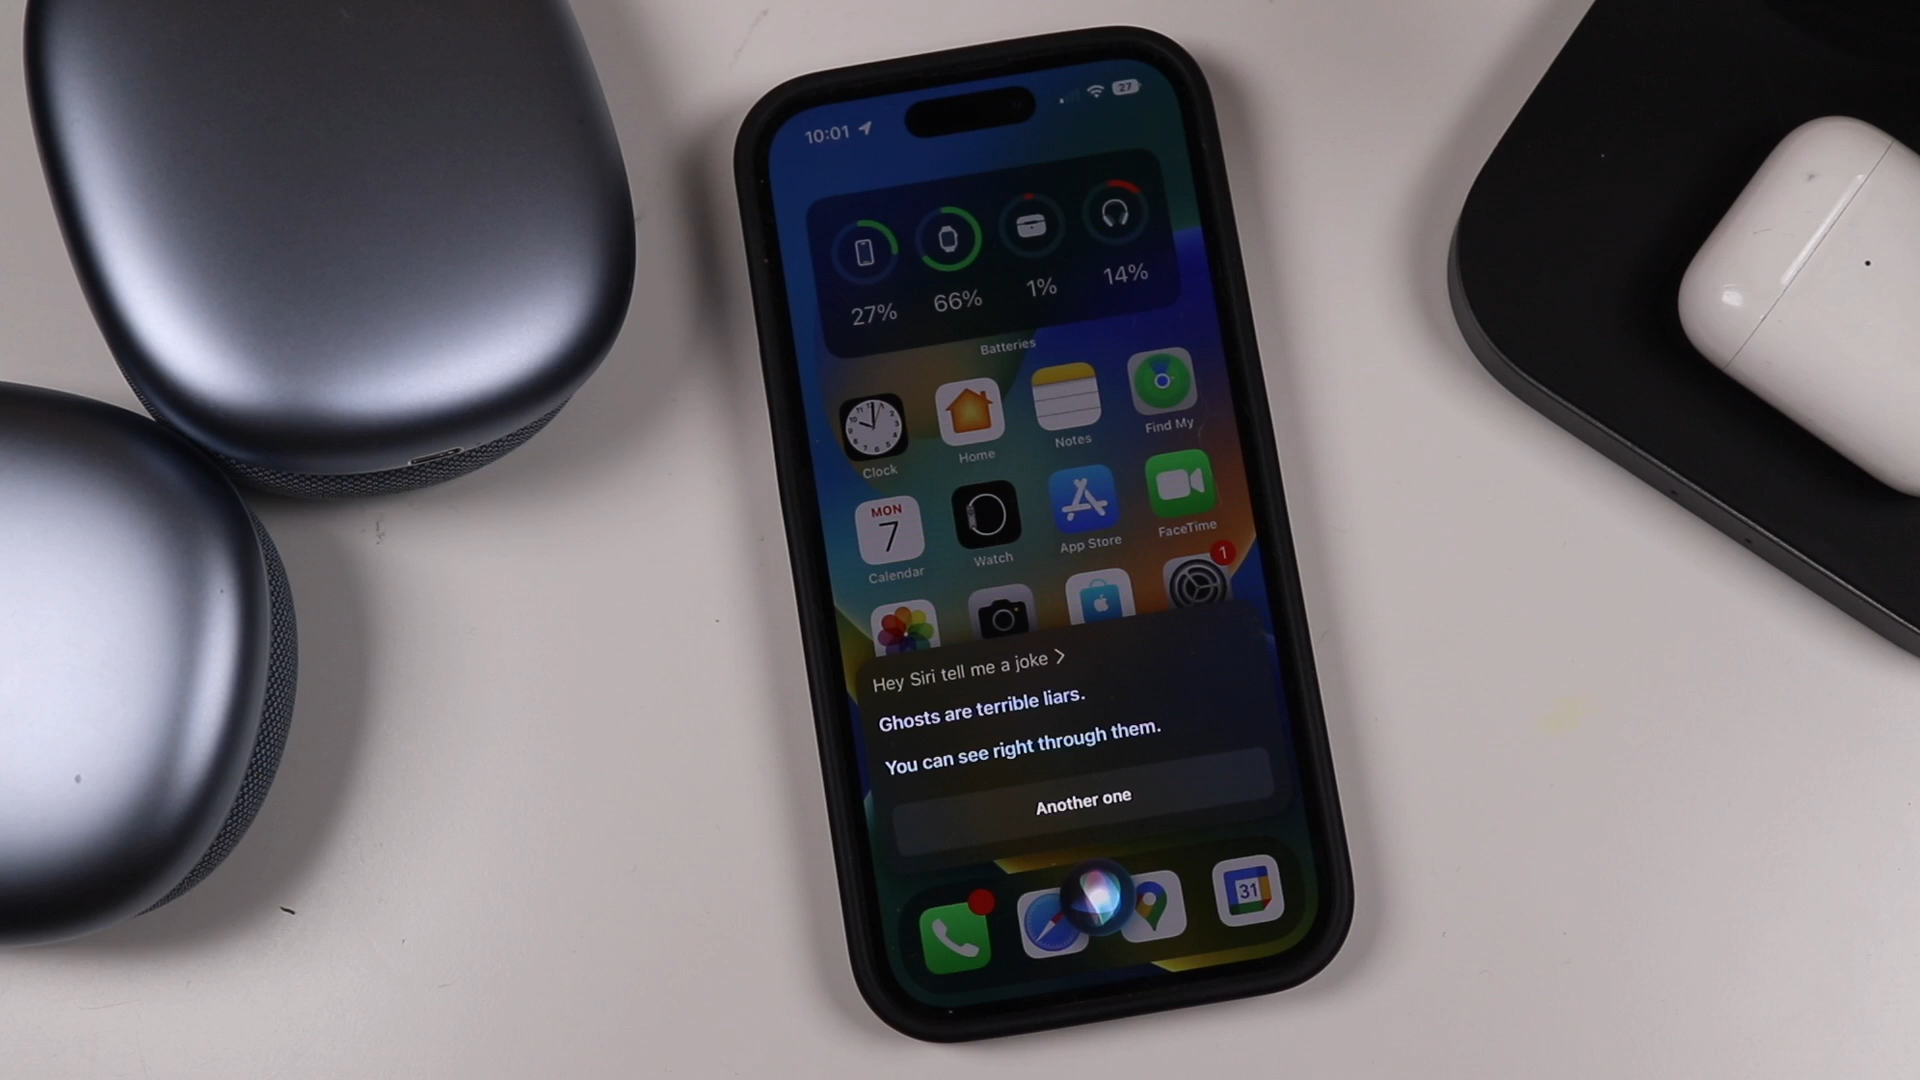 10:01
27
27%
66%
1%
14%
Batteries
Clock
Home
Notes
Find My
MON
7
Calendar
Watch
App Store
FaceTime
1
Hey Siri tell me a joke >
Ghosts are terrible liars.
You can see right through them.
Another one
31